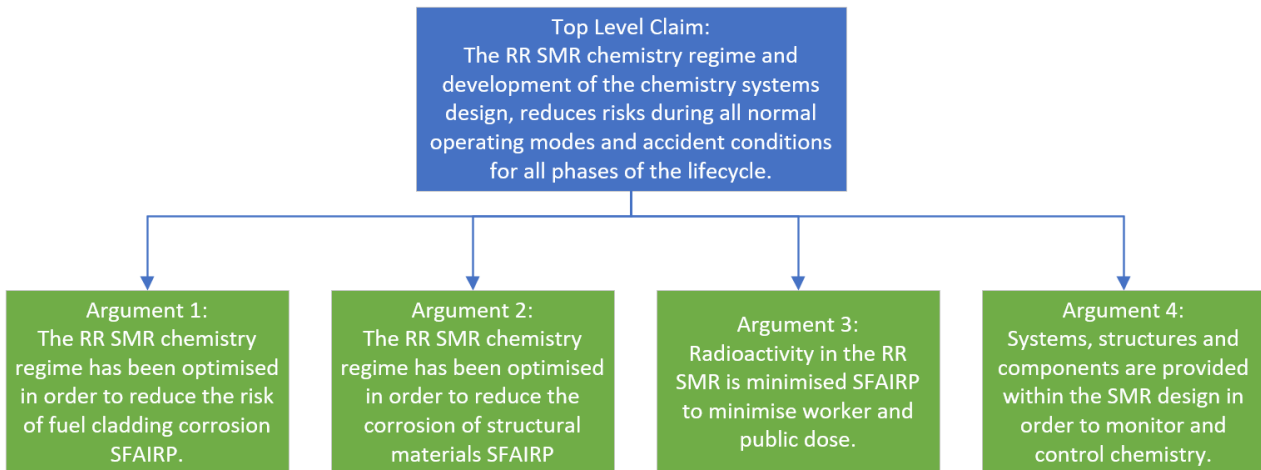 Top Level Claim:
The RR SMR chemistry regime and
development of the chemistry systems
design, reduces risks during all normal
operating modes and accident conditions
for all phases of the lifecycle.
Argument 1:
The RR SMR chemistry
regime has been optimised
in order to reduce the risk
of fuel cladding corrosion
SFAIRP.
Argument 2:
The RR SMR chemistry
regime has been optimised
in order to reduce the
corrosion of structural
materials SFAIRP
Argument 3:
Radioactivity in the RR
SMR is minimised SFAIRP
to minimise worker and
public dose.
Argument 4:
Systems, structures and
components are provided
within the SMR design in
order to monitor and
control chemistry.